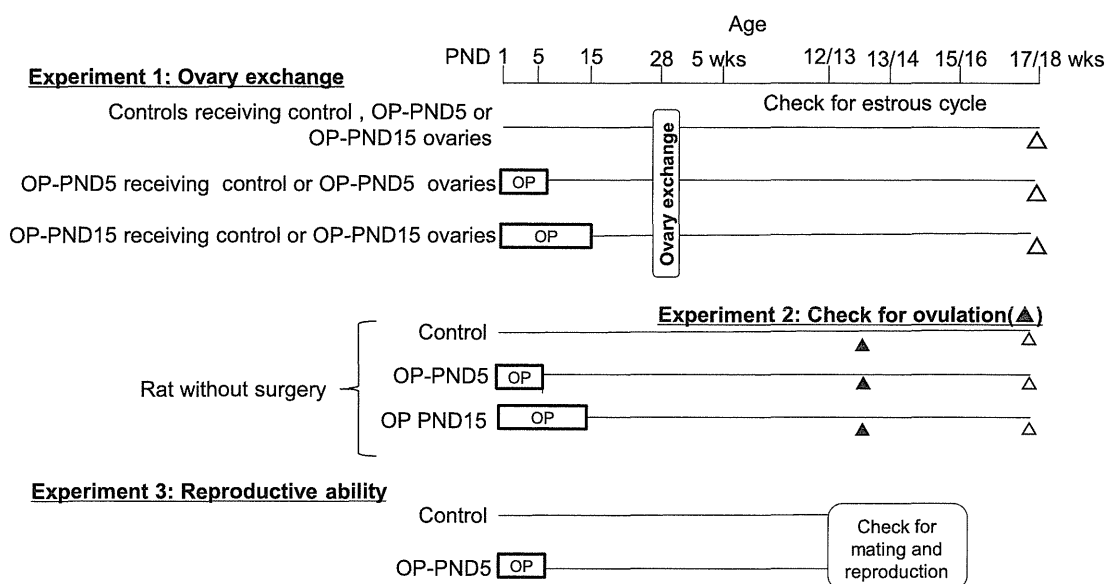 Age
PND 1 5 15 28 5 wks 12/13 13/14 15/16 17/18 wks
Experiment 1: Ovary exchange
Check for estrous cycle
Controls receiving control , OP-PND5 or
OP-PND15 ovaries
OP-PND5 receiving control or OP-PND5 ovaries
OP
OP-PND15 receiving control or OP-PND15 ovaries
OP
Ovary exchange
Experiment 2: Check for ovulation(▲)
Rat without surgery
Control
OP-PND5
OP
OP PND15
OP
Experiment 3: Reproductive ability
Control
OP-PND5
OP
Check for
mating and
reproduction